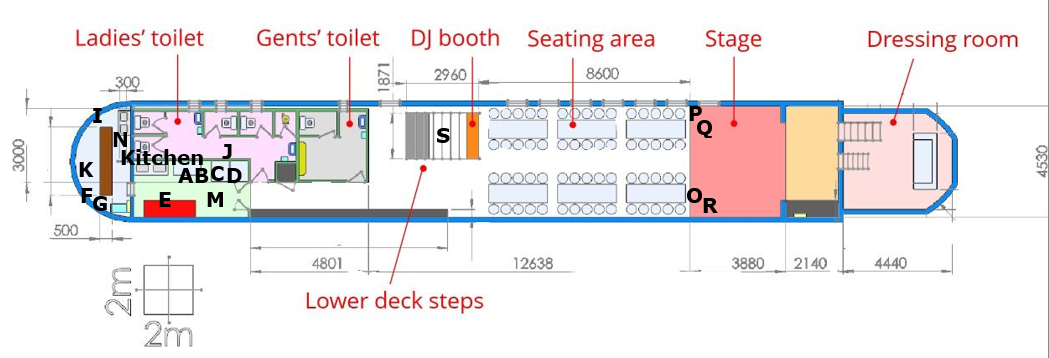 Ladies’ toilet Gents’ toilet DJ booth Seating area Stage Dressing room
300 1871 2960 8600
I P
N Q
S
Kitchen J
3000 4530
K ABCD
F G E M O R
500
4801 12638 3880 2140 4440
2m
Lower deck steps
2m